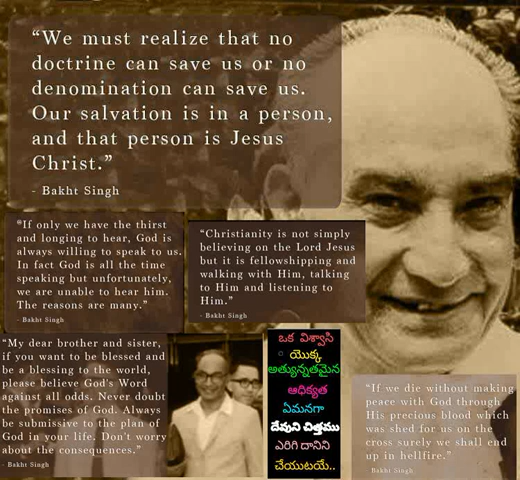 “We must realize that no
doctrine can save us or no
denomination can save us.
Our salvation is in a person,
and that person is Jesus
Christ.”
- Bakht Singh
“If only we have the thirst
and longing to hear, God is
always willing to speak to us.
In fact God is all the time
speaking but unfortunately,
we are unable to hear him.
The reasons are many.”
- Bakht Singh
“Christianity is not simply
believing on the Lord Jesus
but it is fellowshipping and
walking with Him, talking
to Him and listening to
Him.”
- Bakht Singh
“My dear brother and sister,
if you want to be blessed and
be a blessing to the world,
please believe God's Word
against all odds. Never doubt
the promises of God. Always
be submissive to the plan of
God in your life. Don't worry
about the consequences.”
- Bakht Singh
ఒక విశ్వాసి
యొక్క
అత్యున్నతమైన
ఆధిక్యత
ఏమనగా
దేవుని చిత్తము
ఎరిగి దానిని
చేయుటయే..
“If we die without making
peace with God through
His precious blood which
was shed for us on the
cross surely we shall end
up in hellfire.”
- Bakht Singh